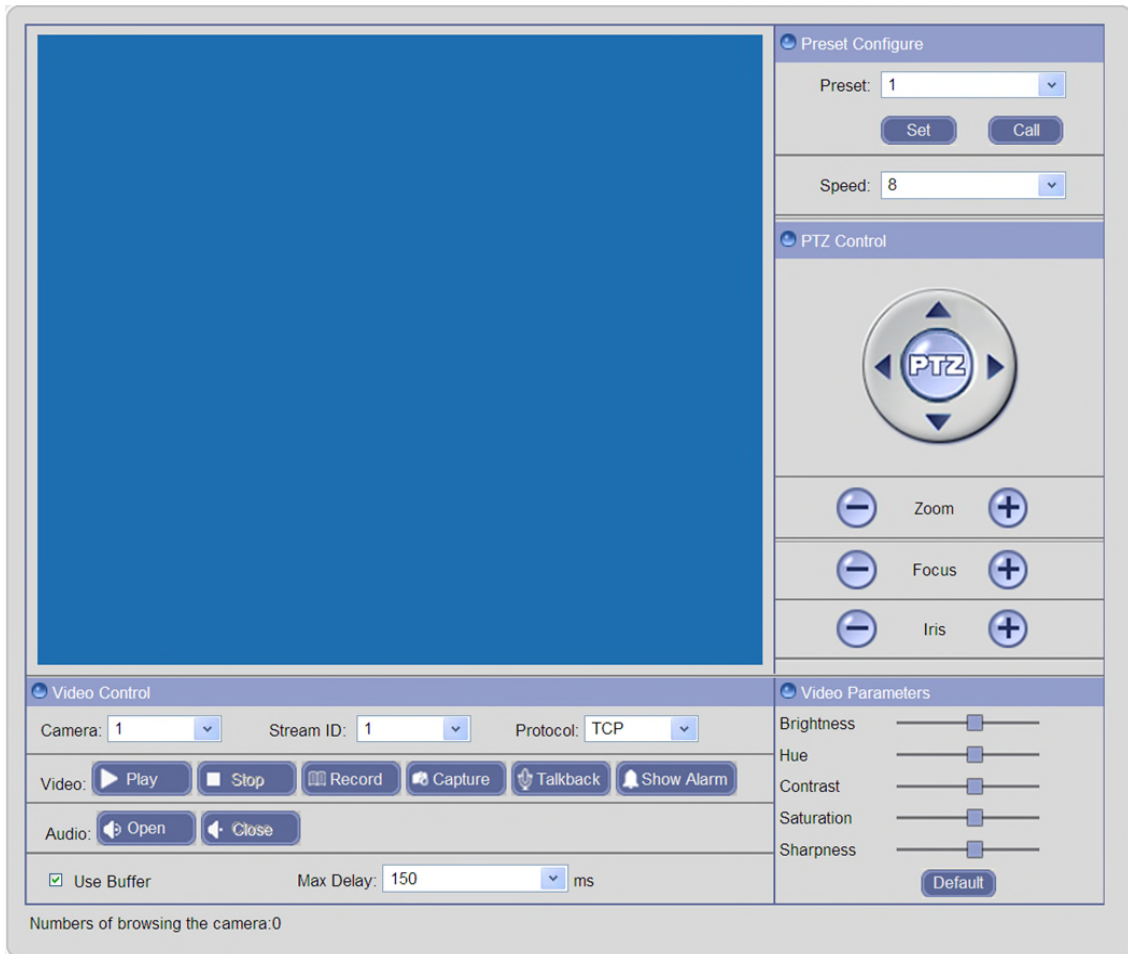 Preset Configure
Preset: 1
Set Call
Speed: 8
PTZ Control
PTZ
Zoom
Focus
Iris
Video Control
Camera: 1 Stream ID: 1 Protocol: TCP
Video: Play Stop Record Capture Talkback Show Alarm
Audio: Open Close
Use Buffer Max Delay: 150 ms
Video Parameters
Brightness
Hue
Contrast
Saturation
Sharpness
Default
Numbers of browsing the camera:0